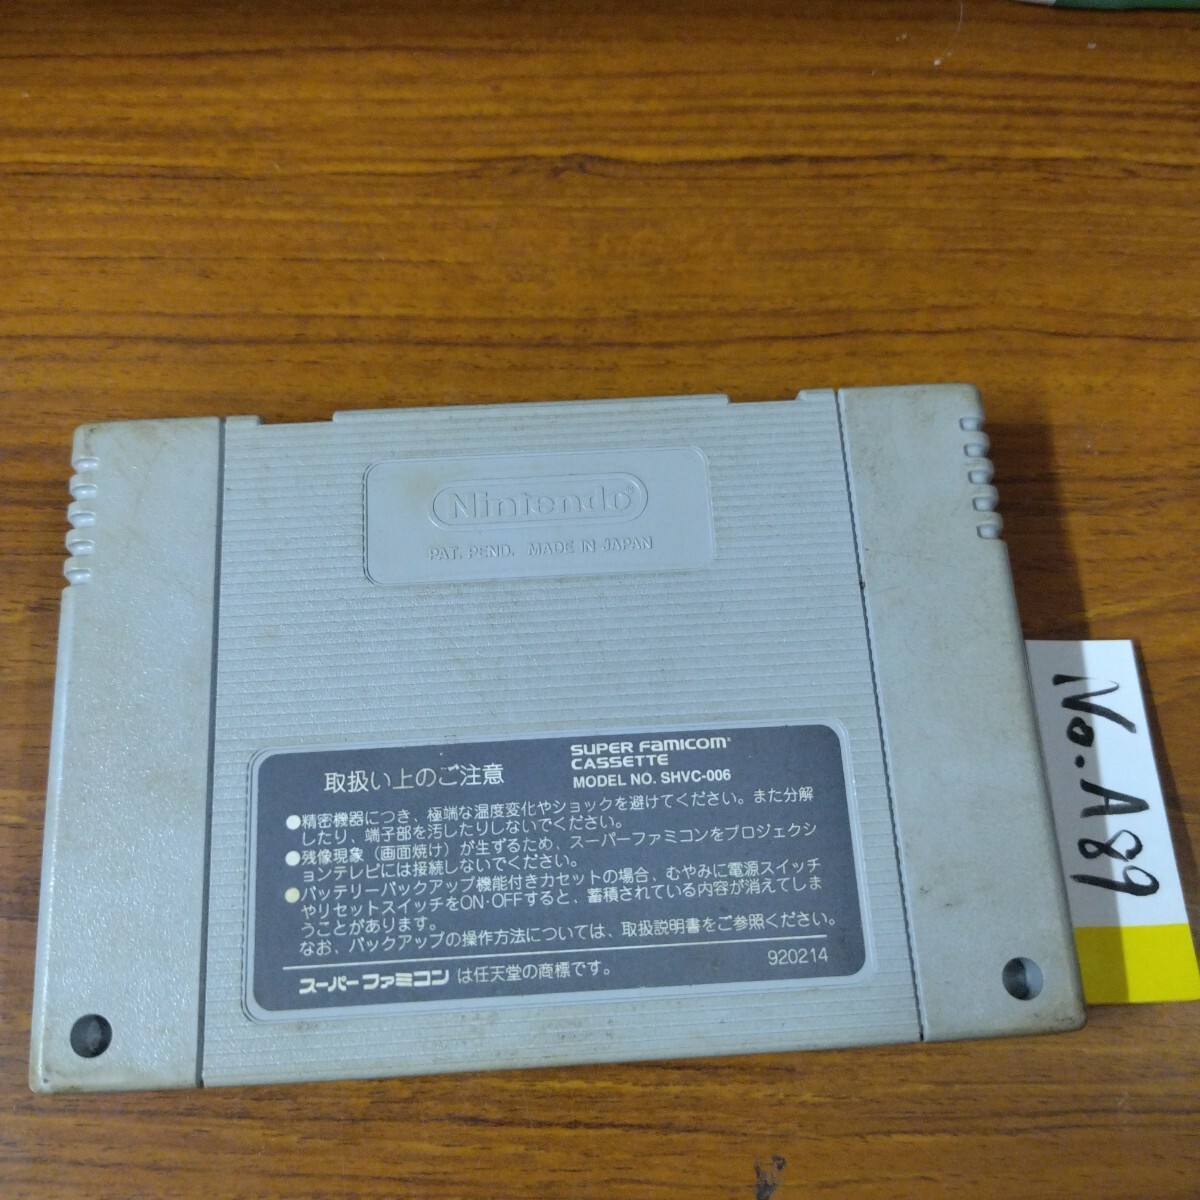 Nintendo®
PAT. PEND. MADE IN JAPAN
取扱い上のご注意
SUPER FAMICOM
CASSETTE
MODEL NO. SHVC-006
●精密機器につき、極端な温度変化やショックを避けてください。また分解
したり、端子部を汚したりしないでください。
●残像現象（画面焼け）が生ずるため、スーパーファミコンをプロジェクシ
ョンテレビには接続しないでください。
●バッテリーバックアップ機能付きカセットの場合、むやみに電源スイッチ
やリセットスイッチをON·OFFすると、蓄積されている内容が消えてしま
うことがあります。
なお、バックアップの操作方法については、取扱説明書をご参照ください。
スーパーファミコン は任天堂の商標です。
920214
No.A89